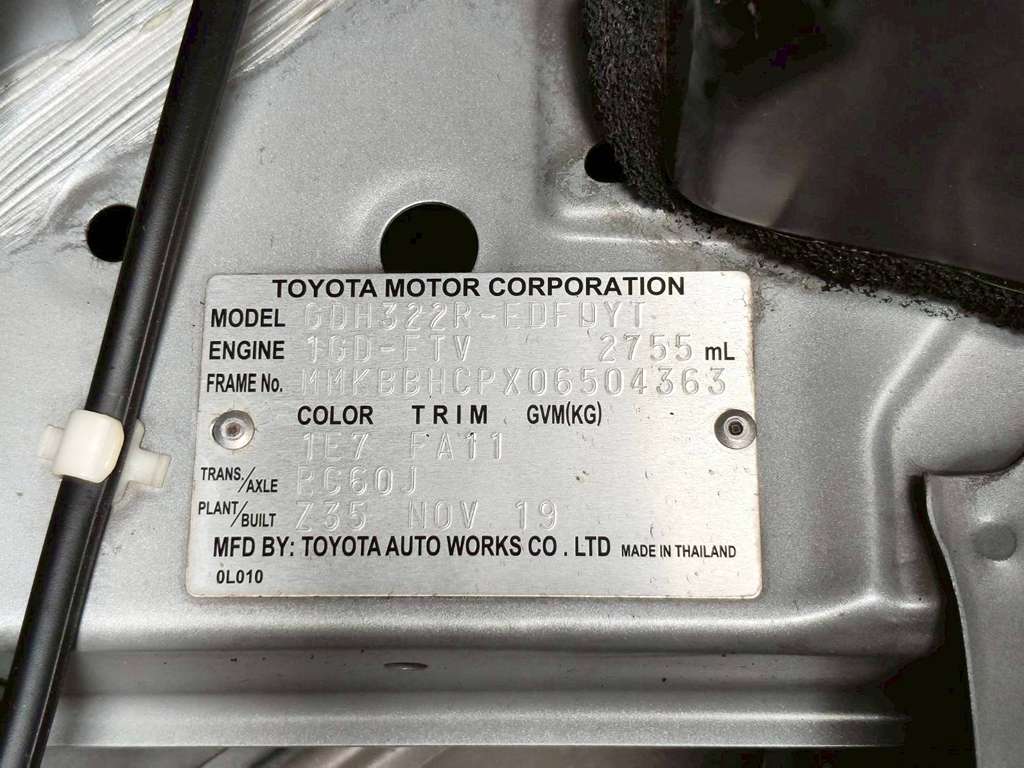 TOYOTA MOTOR CORPORATION
MODEL GDH322R-EDFDYT
ENGINE 1GD-FTV 2755 mL
FRAME No. MMKBBHCPX06504363
COLOR TRIM GVM(KG)
1E7 FA11
TRANS./AXLE RC60J
PLANT/BUILT Z35 NOV 19
MFD BY: TOYOTA AUTO WORKS CO . LTD MADE IN THAILAND
0L010